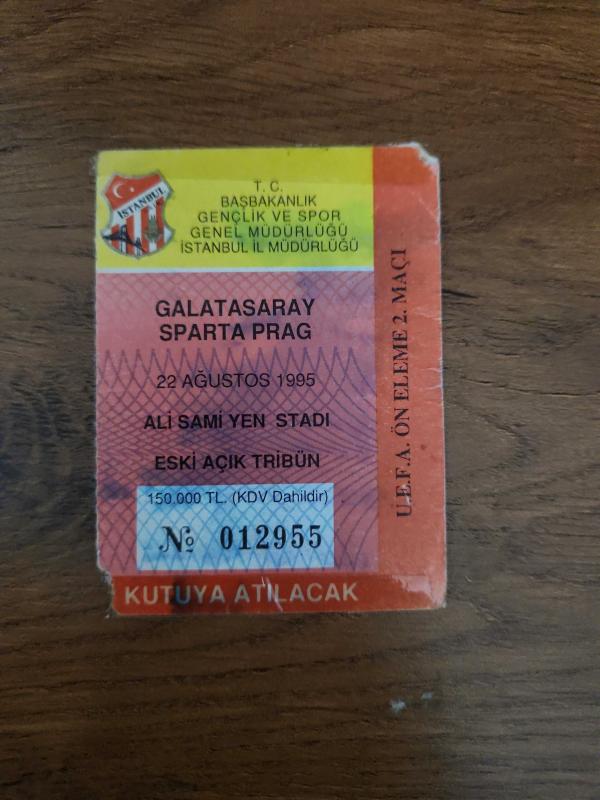 İSTANBUL
T. C.
BAŞBAKANLIK
GENÇLİK VE SPOR
GENEL MÜDÜRLÜĞÜ
İSTANBUL İL MÜDÜRLÜĞÜ
GALATASARAY
SPARTA PRAG
22 AĞUSTOS 1995
ALİ SAMİ YEN STADI
ESKİ AÇIK TRİBÜN
150.000 TL. (KDV Dahildir)
№ 012955
KUTUYA ATILACAK
U.E.F.A. ÖN ELEME 2. MAÇI